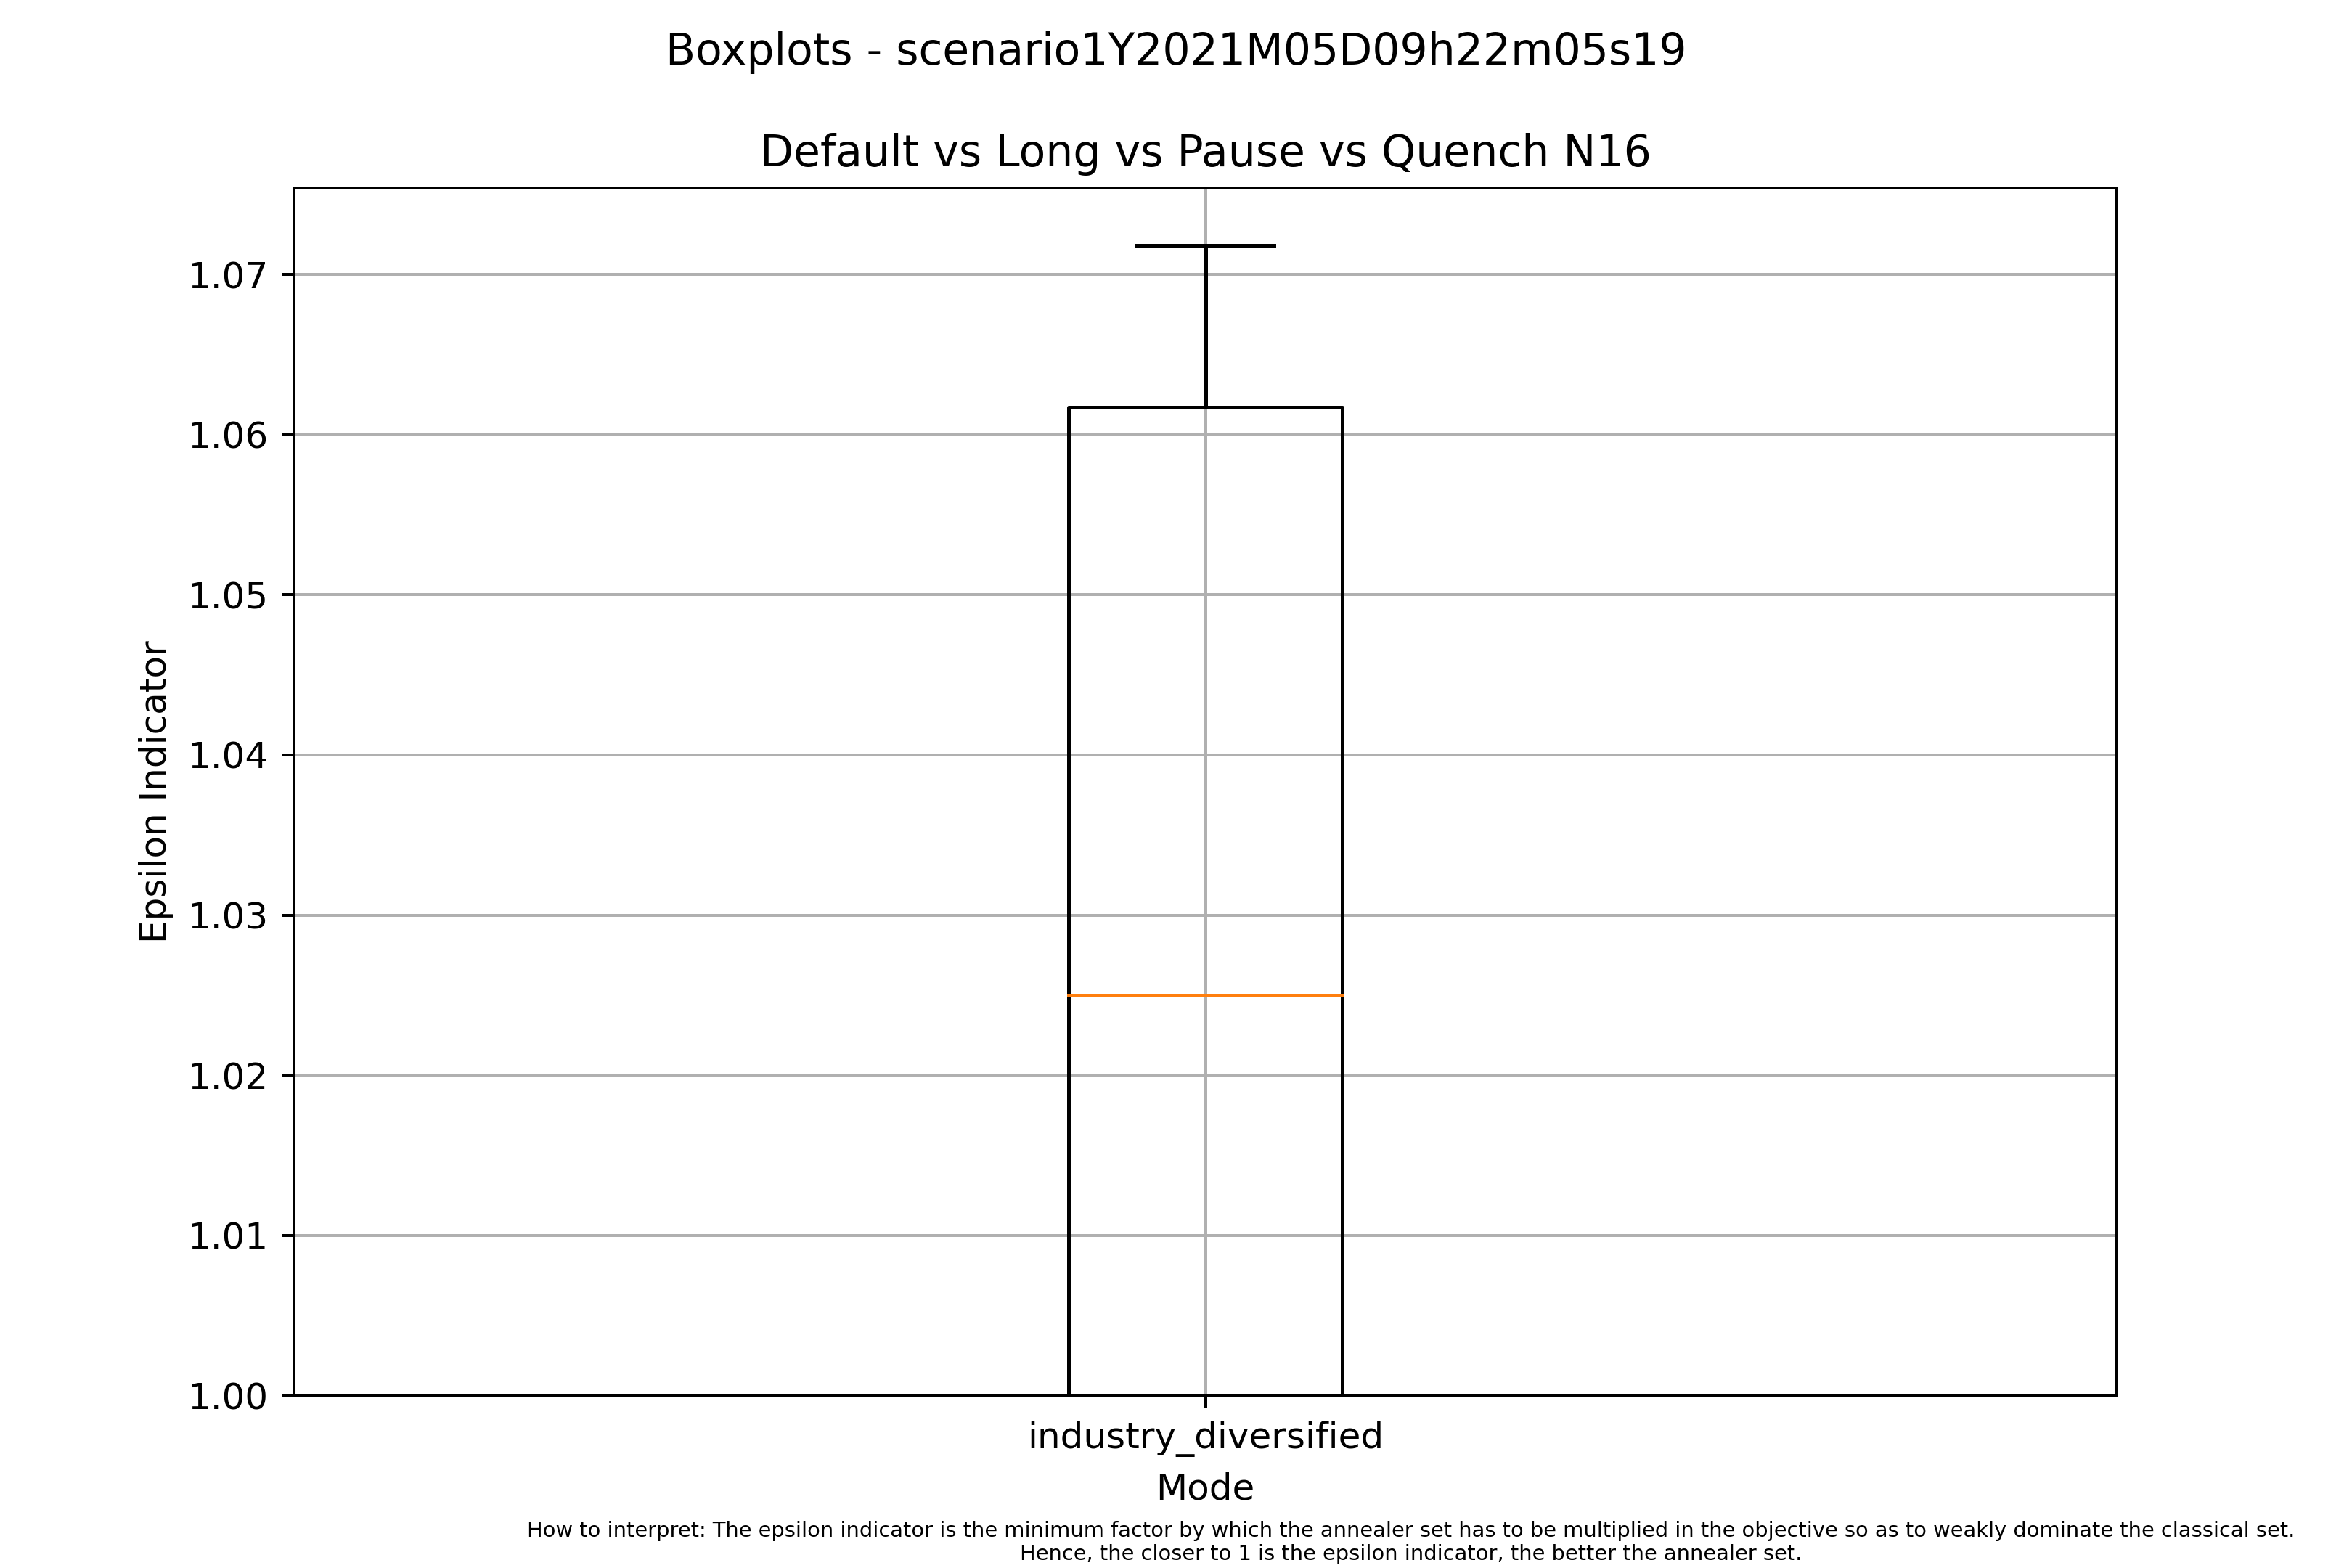 Boxplots - scenario1Y2021M05D09h22m05s19
Default vs Long vs Pause vs Quench N16
1.07
1.06
1.05
1.04
1.03
1.02
1.01
1.00
Epsilon Indicator
industry_diversified
Mode
How to interpret: The epsilon indicator is the minimum factor by which the annealer set has to be multiplied in the objective so as to weakly dominate the classical set.
Hence, the closer to 1 is the epsilon indicator, the better the annealer set.